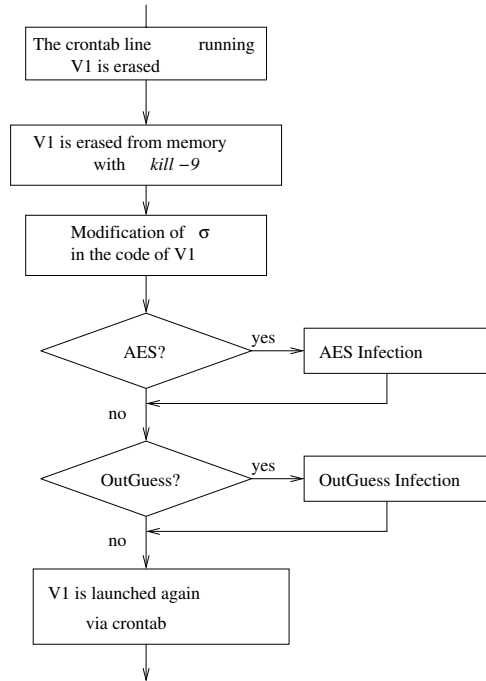 The crontab line running
V1 is erased
V1 is erased from memory
with kill −9
Modification of σ
in the code of V1
AES?
yes
AES Infection
no
OutGuess?
yes
OutGuess Infection
no
V1 is launched again
via crontab